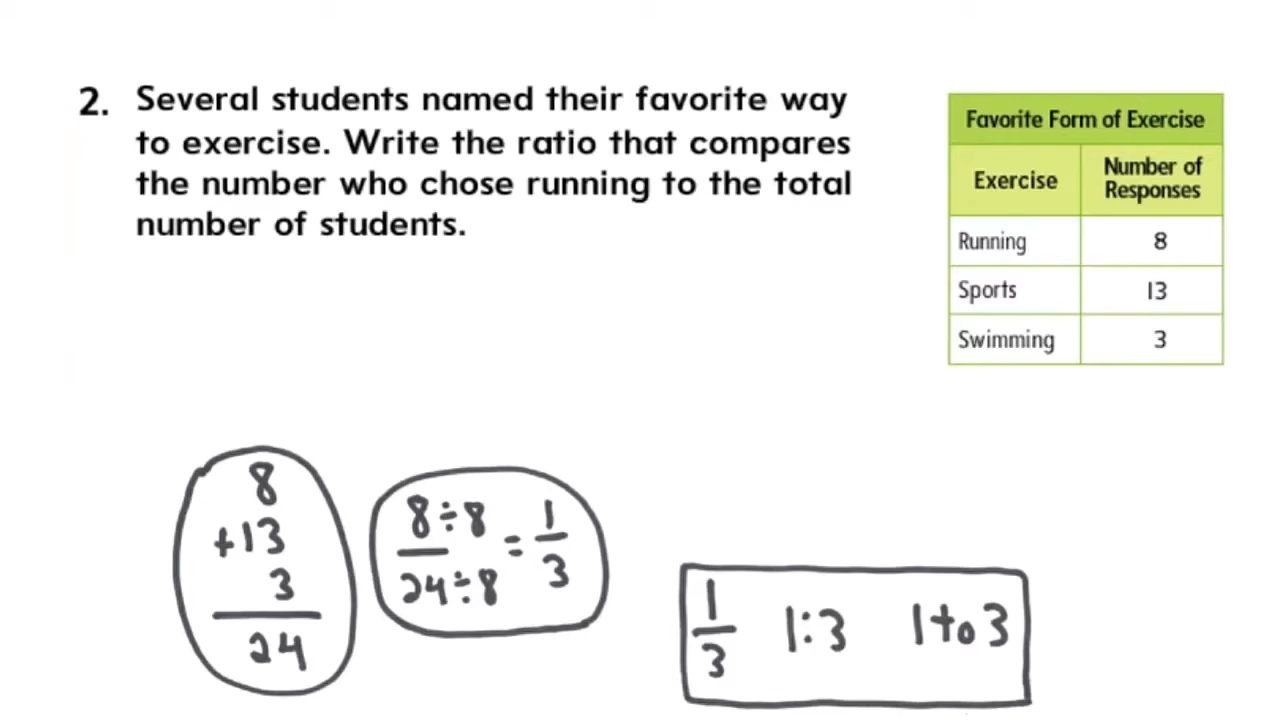 2. Several students named their favorite way
to exercise. Write the ratio that compares
the number who chose running to the total
number of students.
Favorite Form of Exercise
Exercise Number of Responses
Running 8
Sports 13
Swimming 3
8
+13
3
24
8÷8
24÷8
= 1/3
1/3 1:3 1 to 3